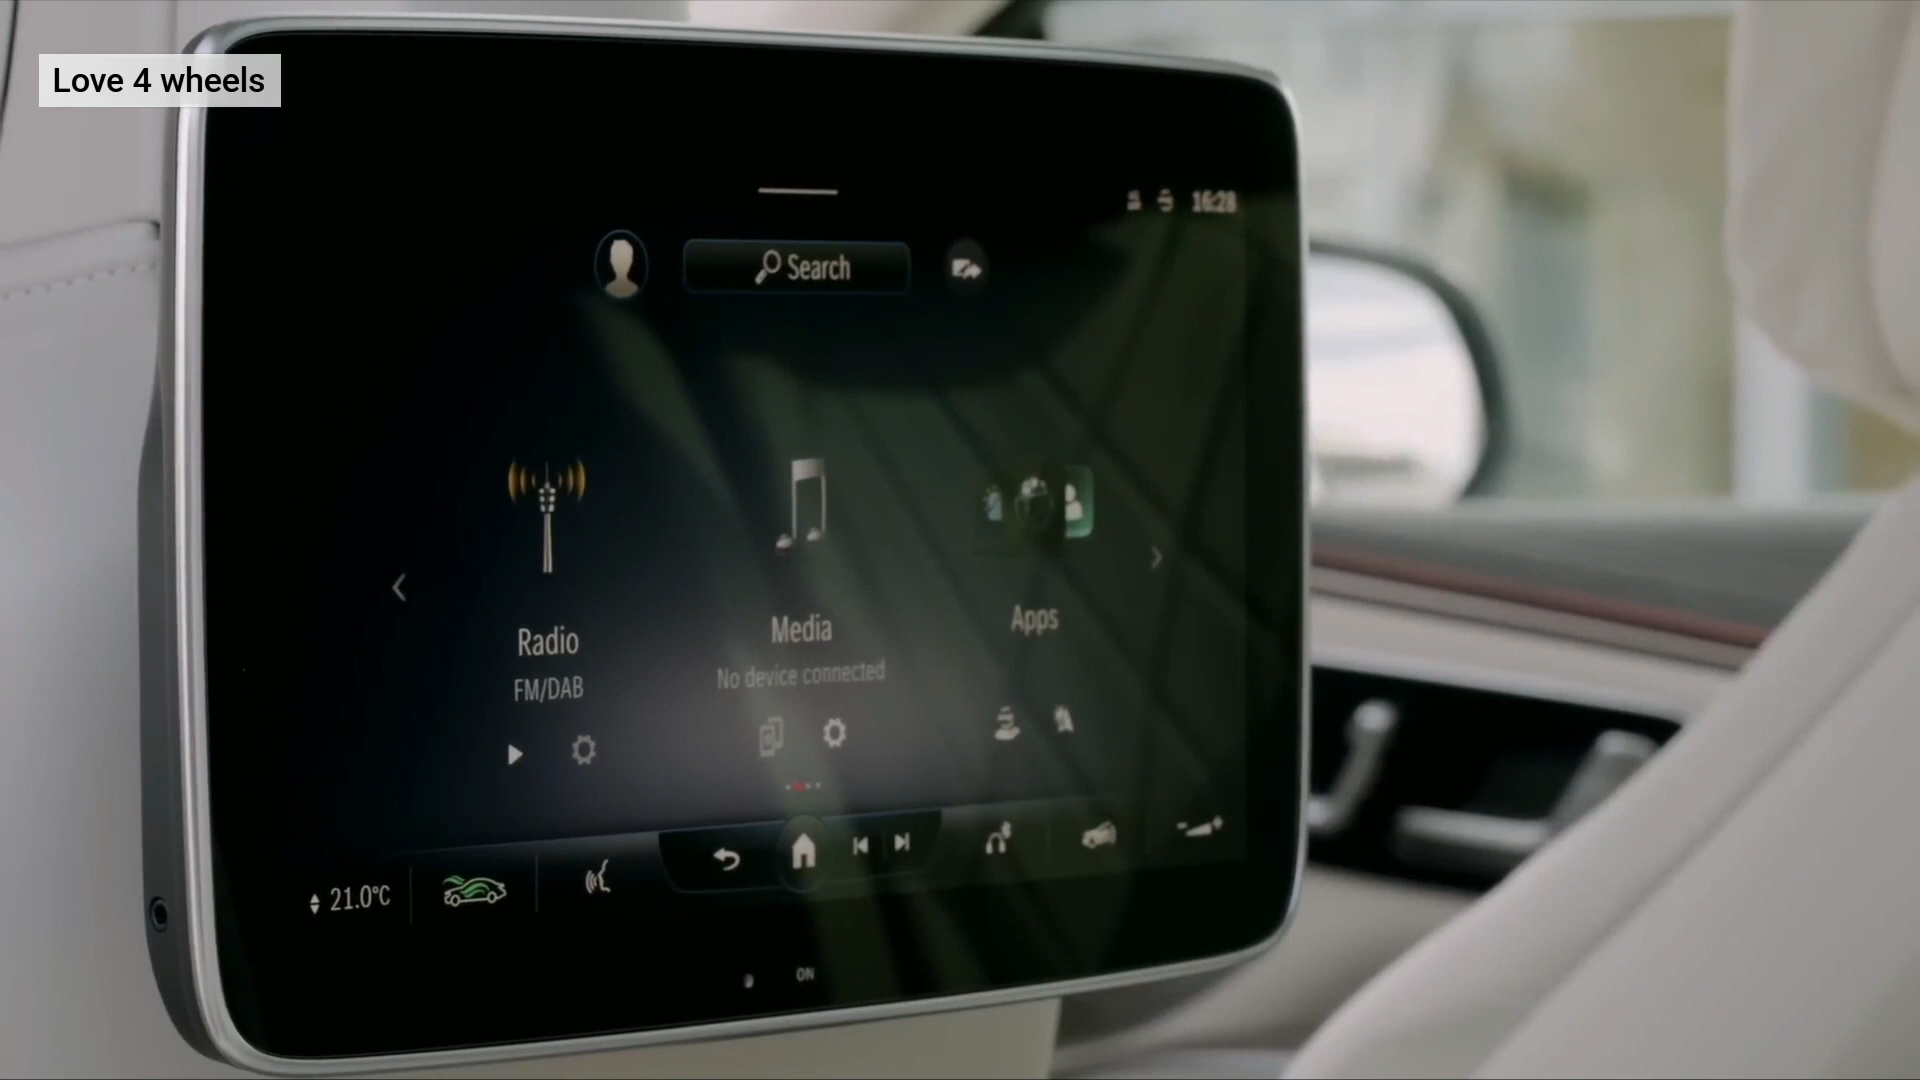 Love 4 wheels
16:28
Search
Radio
FM/DAB
Media
No device connected
Apps
21.0°C
ON